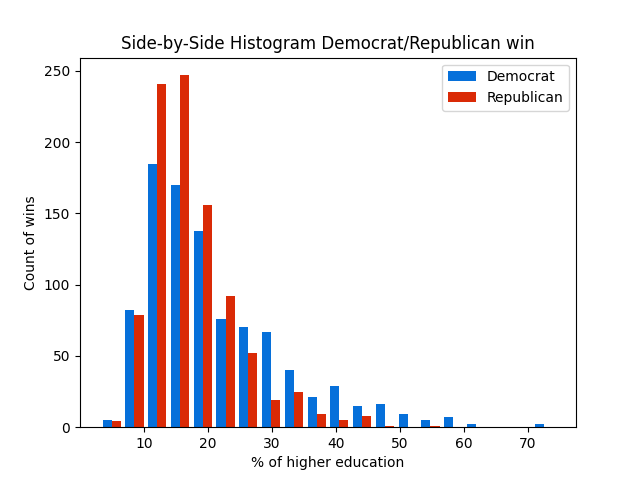 Side-by-Side Histogram Democrat/Republican win
Democrat
Republican
Count of wins
250
200
150
100
50
0
10 20 30 40 50 60 70
% of higher education